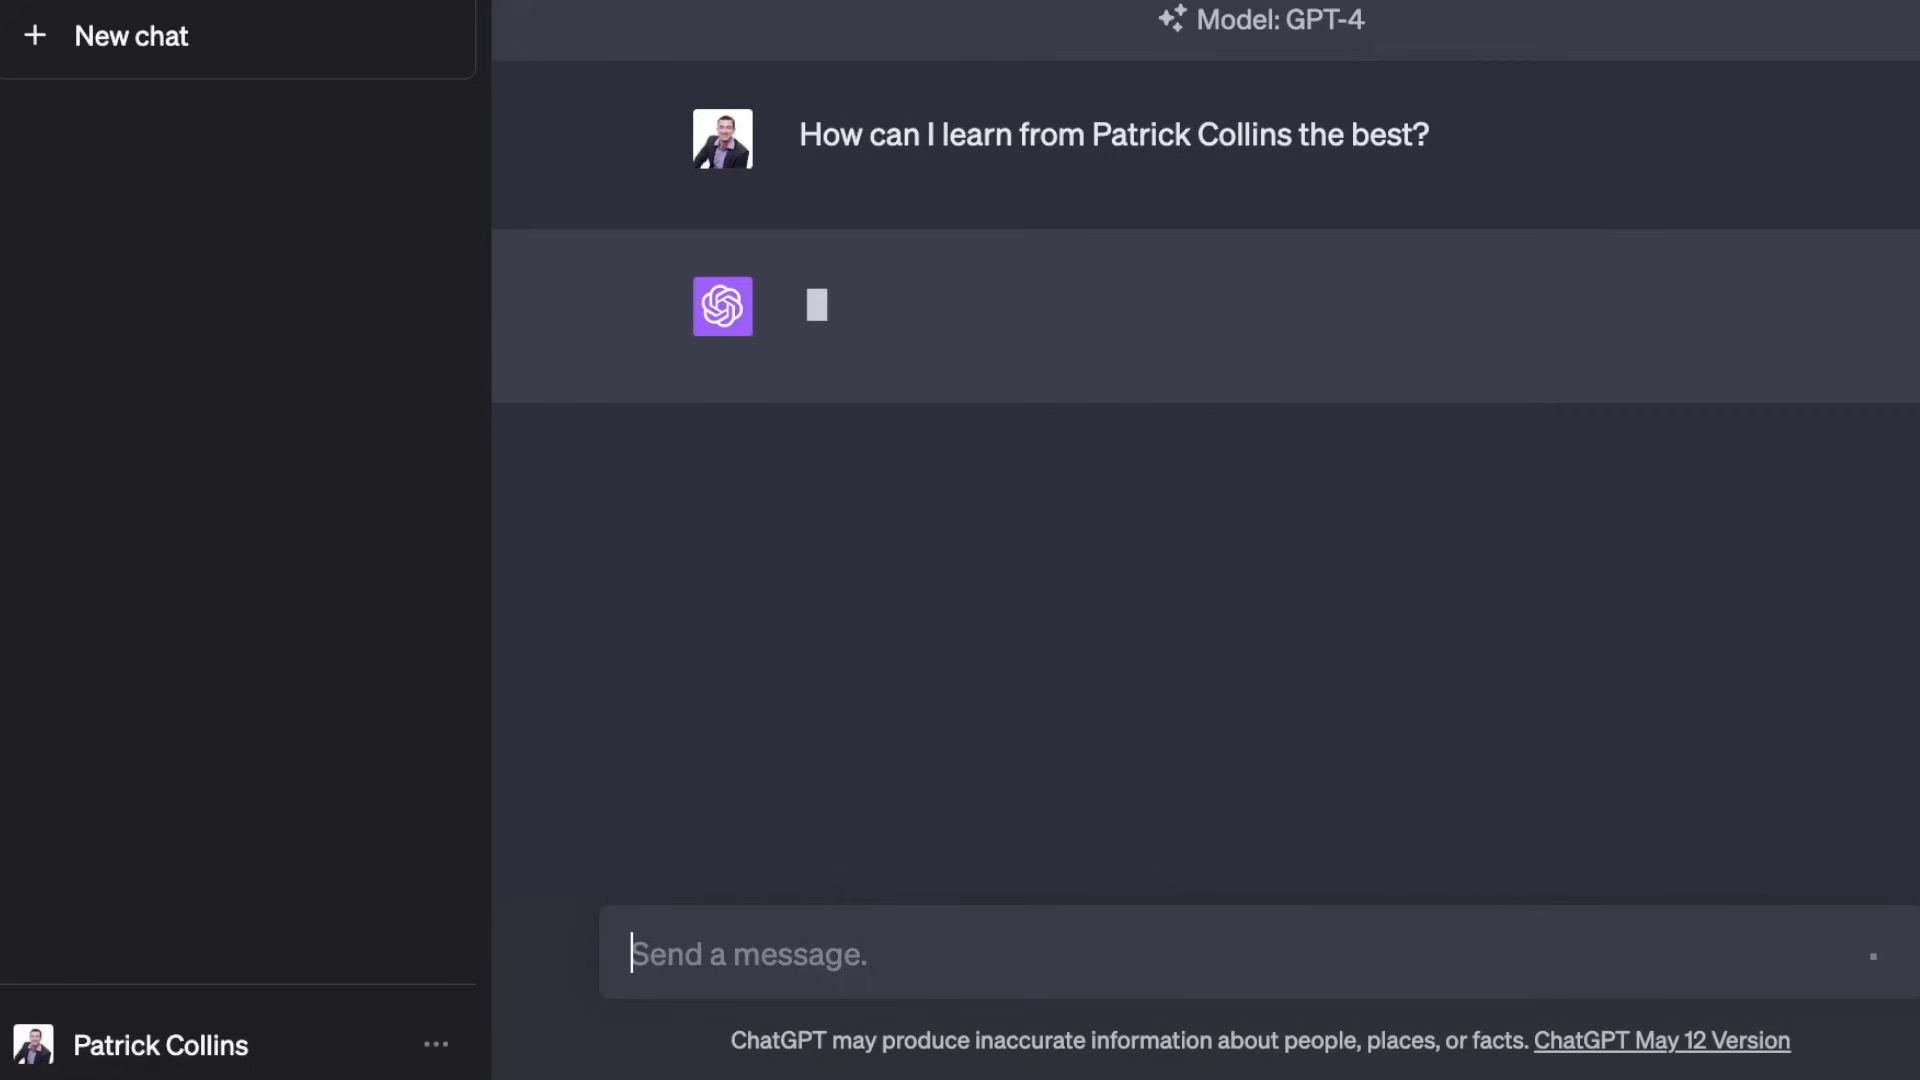 New chat
Model: GPT-4
How can I learn from Patrick Collins the best?
Send a message.
Patrick Collins
ChatGPT may produce inaccurate information about people, places, or facts. ChatGPT May 12 Version